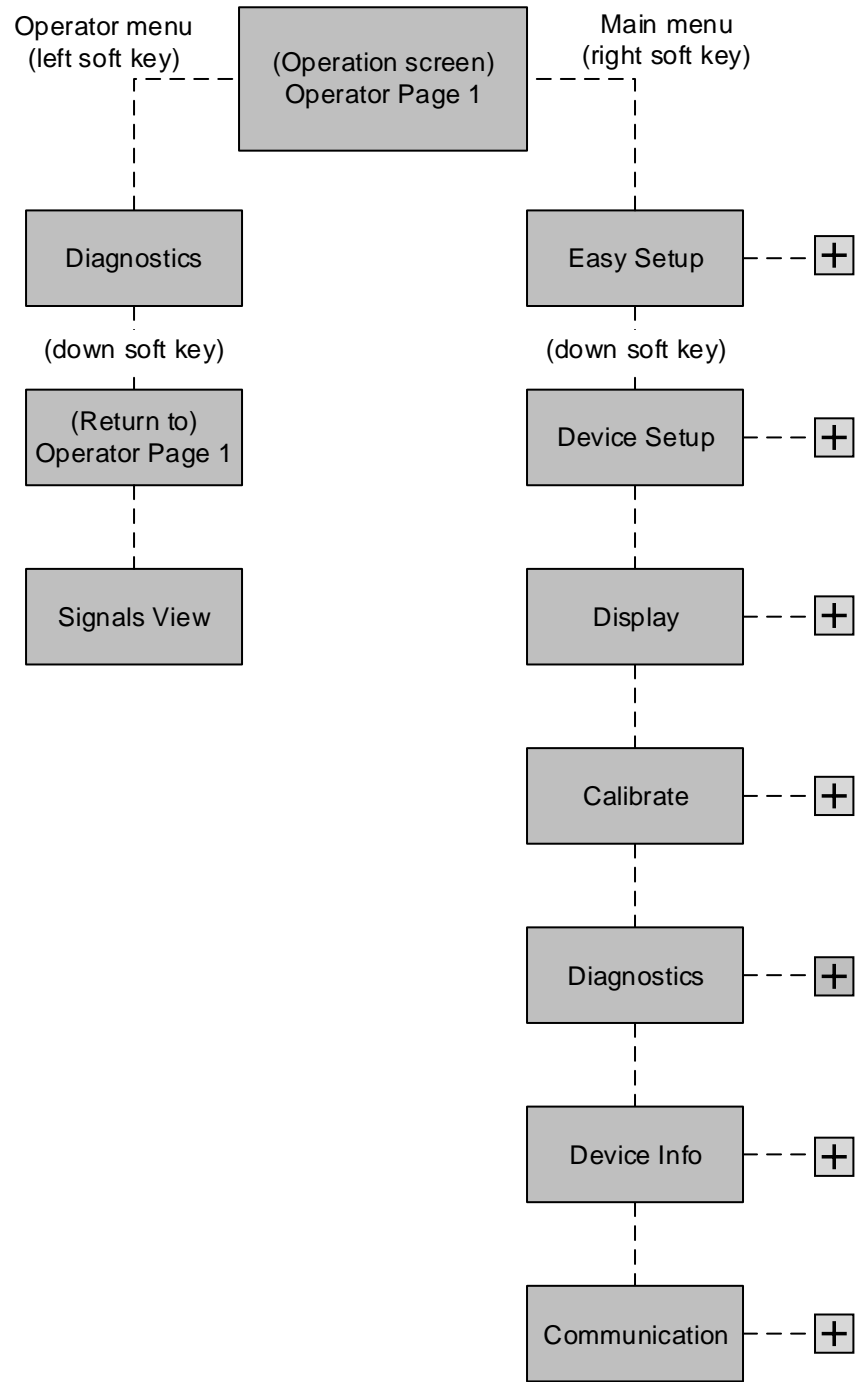 Operator menu
(left soft key)
(Operation screen)
Operator Page 1
Main menu
(right soft key)
Diagnostics
Easy Setup
(down soft key)
(down soft key)
(Return to)
Operator Page 1
Device Setup
Signals View
Display
Calibrate
Diagnostics
Device Info
Communication